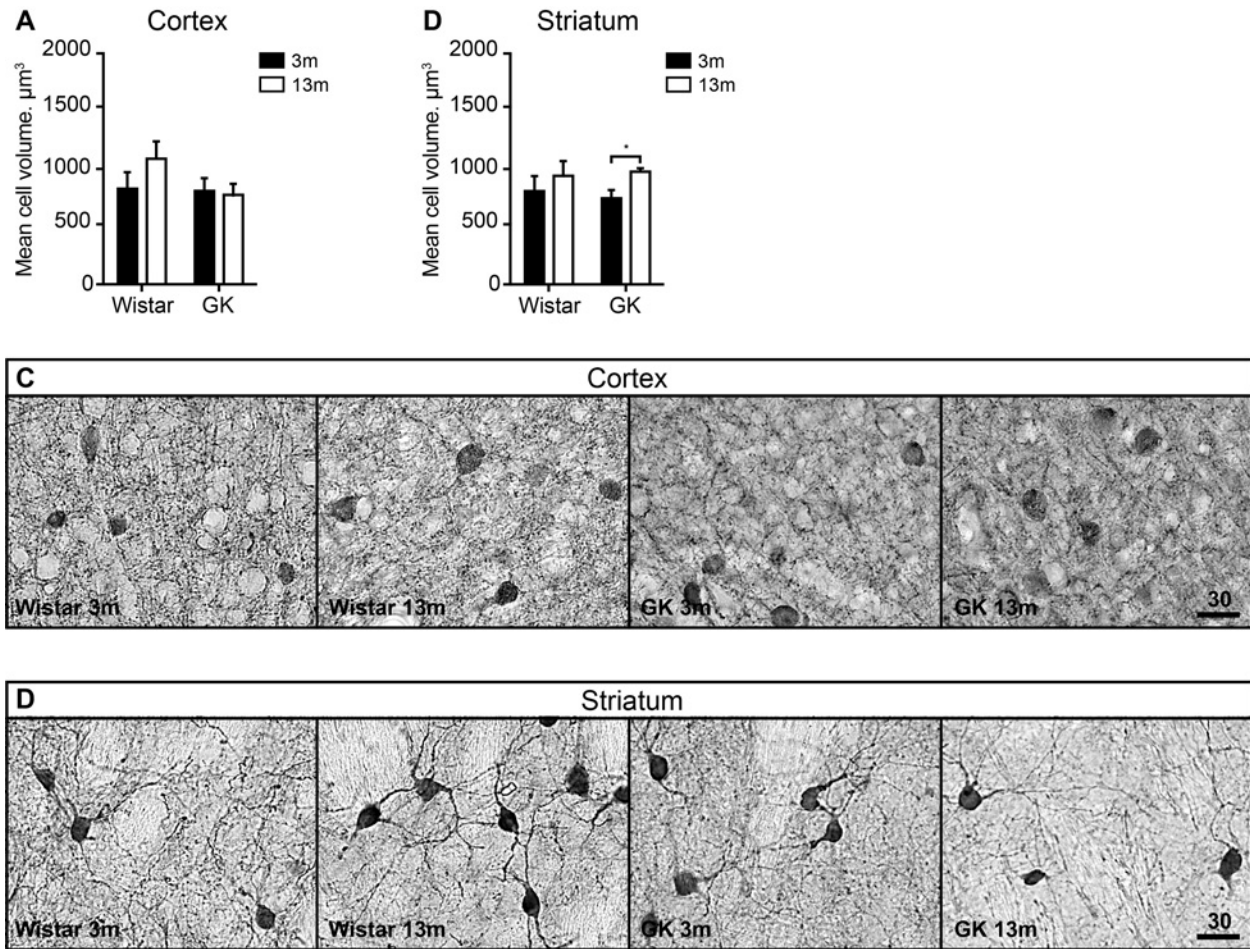 A Cortex
Mean cell volume. µm³
2000
1500
1000
500
0
Wistar GK
3m
13m
D Striatum
Mean cell volume. µm³
2000
1500
1000
500
0
*
Wistar GK
3m
13m
C Cortex
Wistar 3m Wistar 13m GK 3m GK 13m 30
D Striatum
Wistar 3m Wistar 13m GK 3m GK 13m 30